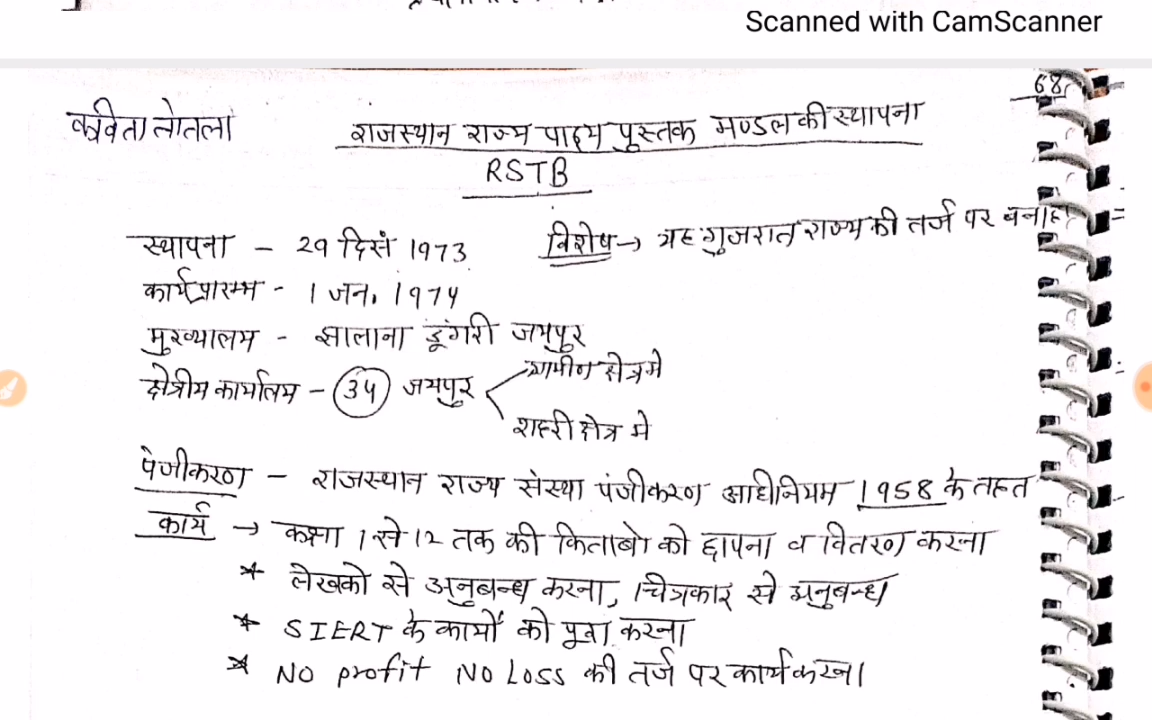 Scanned with CamScanner
68
कविता लोतला
राजस्थान राज्य पाठ्य पुस्तक मण्डल की स्थापना
RSTB
स्थापना - 29 दिसं 1973
विशेष → यह गुजरात राज्य की तर्ज पर बना है
कार्य प्रारम्भ - 1 जन. 1974
मुख्यालय - झालाना डूंगरी जयपुर
क्षेत्रीय कार्यालय - 34 जयपुर
ग्रामीण क्षेत्र मे
शहरी क्षेत्र मे
पंजीकरण - राजस्थान राज्य संस्था पंजीकरण अधिनियम 1958 के तहत
कार्य → कक्षा 1 से 12 तक की किताबो को छापना व वितरण करना
* लेखको से अनुबन्ध करना, चित्रकार से अनुबन्ध
* SIERT के कार्यों को पूरा करना
* NO profit NO LOSS की तर्ज पर कार्य करना।